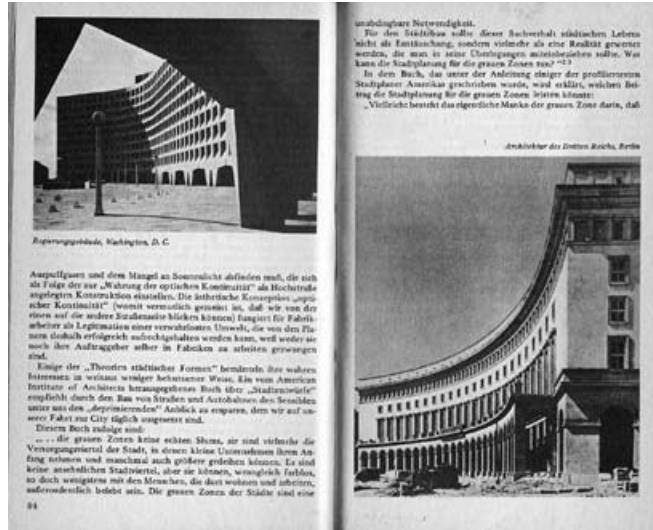 Regierungsgebäude, Washington, D. C.
Auspuffgasen und dem Mangel an Sonnenlicht abfinden muß, die sich
als Folge der zur „Wahrung der optischen Kontinuität“ als Hochstraße
angelegten Konstruktion einstellen. Die ästhetische Konzeption „opti-
scher Kontinuität“ (womit vermutlich gemeint ist, daß wir von der
einen auf die andere Straßenseite blicken können) fungiert für Fabrik-
arbeiter als Legitimation einer verwahrlosten Umwelt, die von den Pla-
nern deshalb erfolgreich aufrechtgehalten werden kann, weil weder sie
noch ihre Auftraggeber selber in Fabriken zu arbeiten gezwungen
sind.
Einige der „Theorien städtischer Formen“ bemänteln ihre wahren
Interessen in weitaus weniger behutsamer Weise. Ein vom American
Institute of Architects herausgegebenes Buch über „Stadtentwürfe“
empfiehlt durch den Bau von Straßen und Autobahnen den Sensiblen
unter uns den „deprimierenden“ Anblick zu ersparen, dem wir auf un-
serer Fahrt zur City täglich ausgesetzt sind.
Diesem Buch zufolge sind:
„. . . die grauen Zonen keine echten Slums, sie sind vielmehr die
Versorgungsviertel der Stadt, in denen kleine Unternehmen ihren An-
fang nehmen und manchmal auch größere gedeihen können. Es sind
keine ansehnlichen Stadtviertel, aber sie können, wenngleich farblos,
so doch wenigstens mit den Menschen, die dort wohnen und arbeiten,
außerordentlich belebt sein. Die grauen Zonen der Städte sind eine
84
unabdingbare Notwendigkeit.
Für den Städtebau sollte dieser Sachverhalt städtischen Lebens
nicht als Enttäuschung, sondern vielmehr als eine Realität gewertet
werden, die man in seine Überlegungen miteinbeziehen sollte. Was
kann die Stadtplanung für die grauen Zonen tun?“
In dem Buch, das unter der Anleitung einiger der profiliertesten
Stadtplaner Amerikas geschrieben wurde, wird erklärt, welchen Bei-
trag die Stadtplanung für die grauen Zonen leisten könnte:
„Vielleicht besteht das eigentliche Manko der grauen Zone darin, daß
Architektur des Dritten Reichs, Berlin